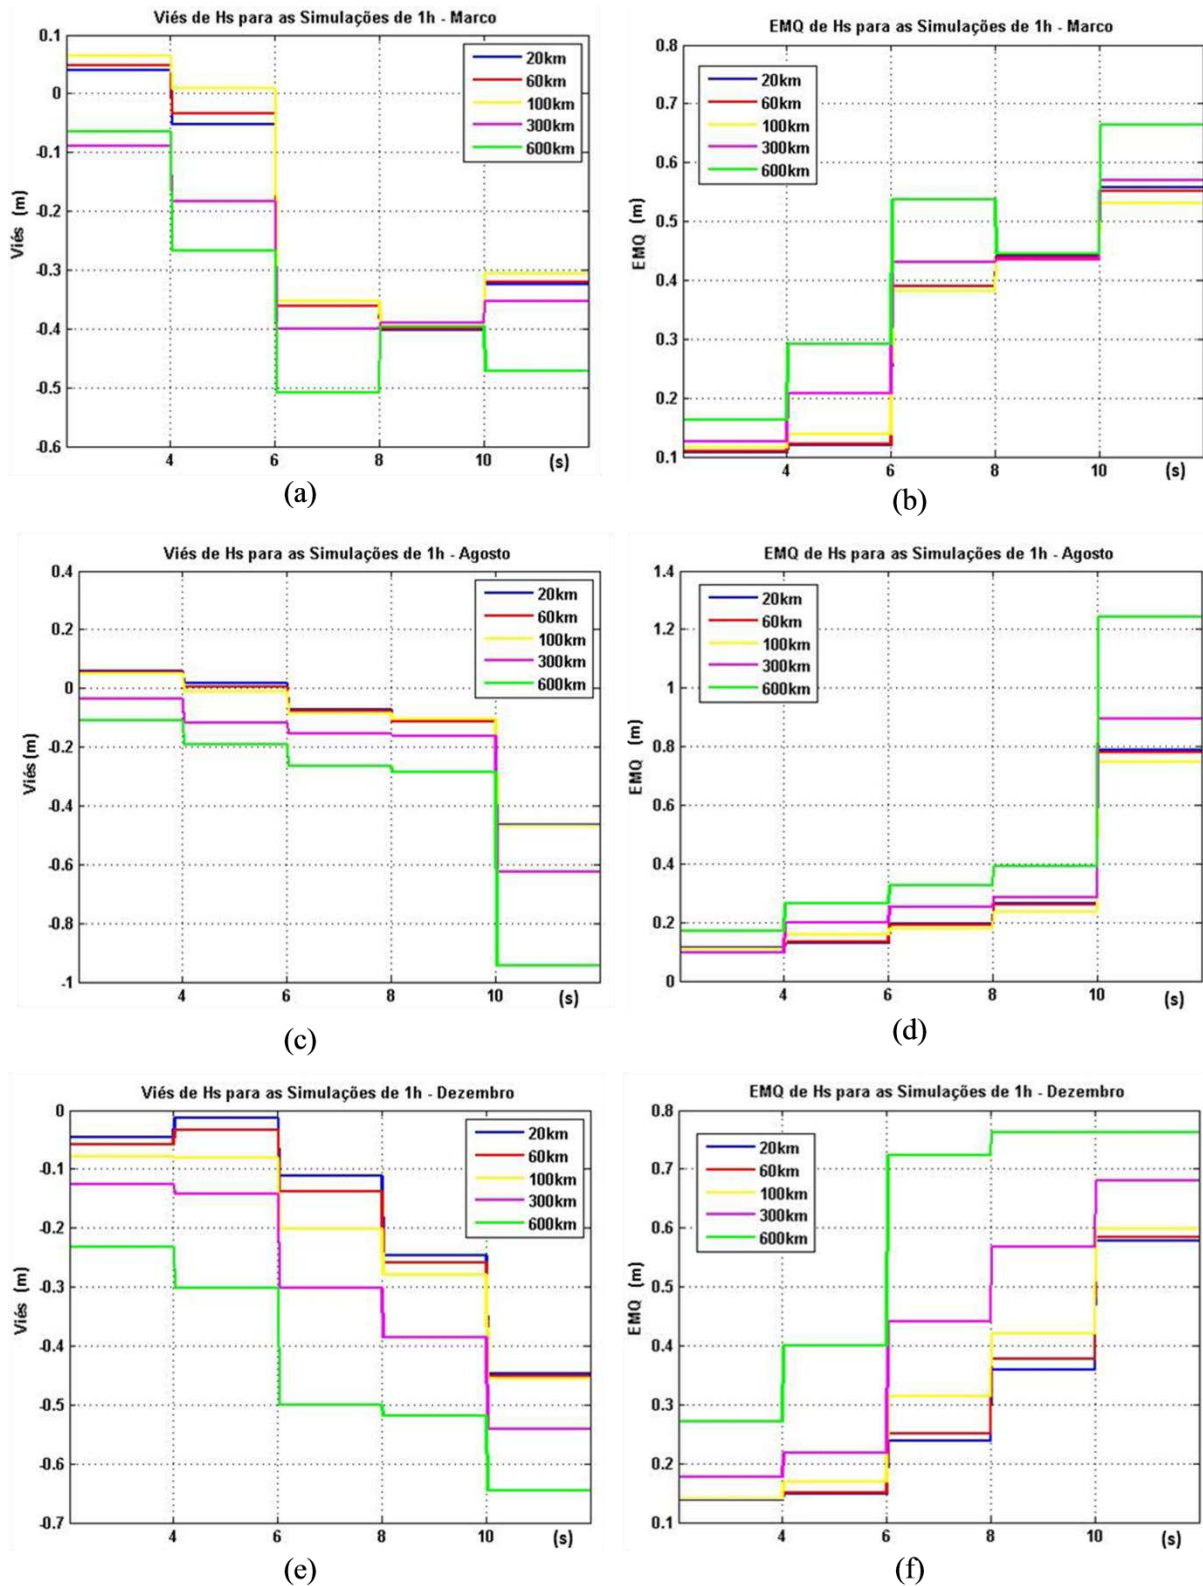 Viés de Hs para as Simulações de 1h - Marco
0.1
0
-0.1
-0.2
-0.3
-0.4
-0.5
-0.6
Viés (m)
20km
60km
100km
300km
600km
4
6
8
10
(s)
(a)
EMQ de Hs para as Simulações de 1h - Marco
0.8
0.7
0.6
0.5
0.4
0.3
0.2
0.1
EMQ (m)
20km
60km
100km
300km
600km
4
6
8
10
(s)
(b)
Viés de Hs para as Simulações de 1h - Agosto
0.4
0.2
0
-0.2
-0.4
-0.6
-0.8
-1
Viés (m)
20km
60km
100km
300km
600km
4
6
8
10
(s)
(c)
EMQ de Hs para as Simulações de 1h - Agosto
1.4
1.2
1
0.8
0.6
0.4
0.2
0
EMQ (m)
20km
60km
100km
300km
600km
4
6
8
10
(s)
(d)
Viés de Hs para as Simulações de 1h - Dezembro
0
-0.1
-0.2
-0.3
-0.4
-0.5
-0.6
-0.7
Viés (m)
20km
60km
100km
300km
600km
4
6
8
10
(s)
(e)
EMQ de Hs para as Simulações de 1h - Dezembro
0.8
0.7
0.6
0.5
0.4
0.3
0.2
0.1
EMQ (m)
20km
60km
100km
300km
600km
4
6
8
10
(s)
(f)